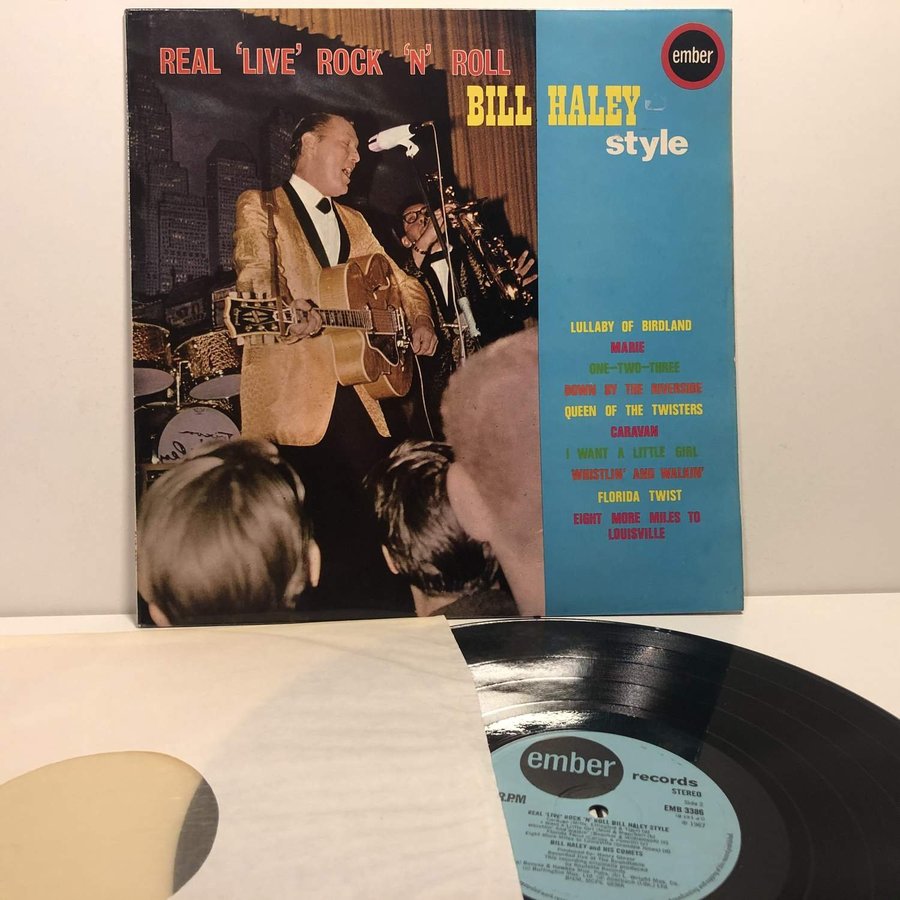 REAL 'LIVE' ROCK 'N' ROLL
ember
BILL HALEY
style
LULLABY OF BIRDLAND
MARIE
ONE-TWO-THREE
DOWN BY THE RIVERSIDE
QUEEN OF THE TWISTERS
CARAVAN
I WANT A LITTLE GIRL
WHISTLIN' AND WALKIN'
FLORIDA TWIST
EIGHT MORE MILES TO
LOUISVILLE
ember records
STEREO
Side 2
EMB 3386
R.P.M
REAL 'LIVE' ROCK 'N' ROLL BILL HALEY STYLE
BILL HALEY and HIS COMETS